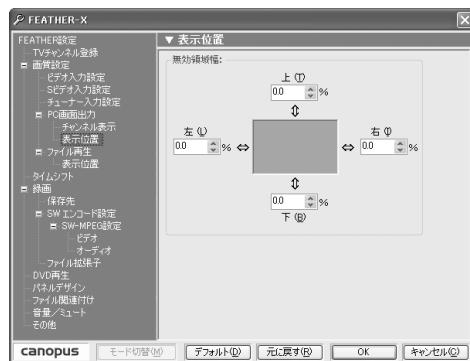 FEATHER-X
FEATHER設定
TVチャンネル登録
画質設定
ビデオ入力設定
Sビデオ入力設定
チューナー入力設定
PC画面出力
チャンネル表示
表示位置
ファイル再生
表示位置
タイムシフト
録画
保存先
SWエンコード設定
SW-MPEG設定
ビデオ
オーディオ
ファイル拡張子
DVD再生
パネルデザイン
ファイル関連付け
音量/ミュート
その他
▼ 表示位置
無効領域幅:
上(T)
0.0 %
左(L)
0.0 %
右(I)
0.0 %
0.0 %
下(B)
canopus
モード切替(M)
デフォルト(D)
元に戻す(R)
OK
キャンセル(C)